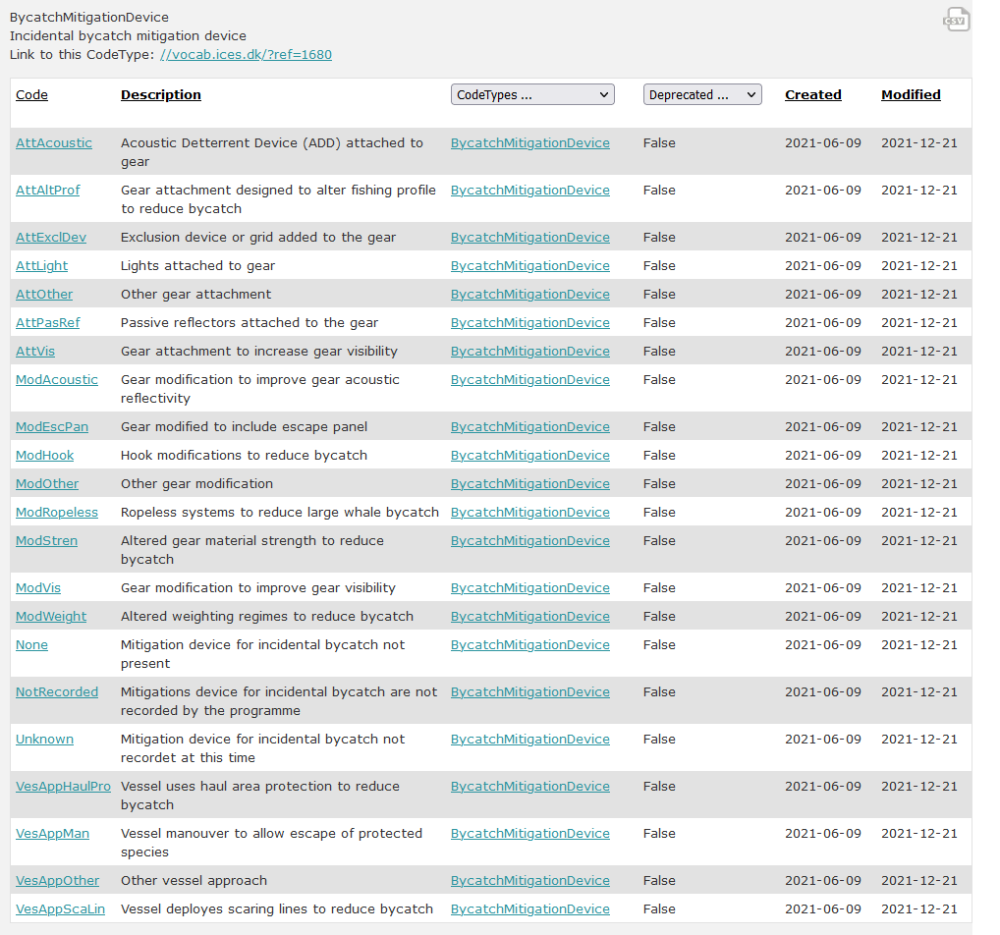 BycatchMitigationDevice
CSV
Incidental bycatch mitigation device
Link to this CodeType: //vocab.ices.dk/?ref=1680
Code Description CodeTypes ... Deprecated ... Created Modified
AttAcoustic Acoustic Detterrent Device (ADD) attached to BycatchMitigationDevice False 2021-06-09 2021-12-21
gear
AttAltProf Gear attachment designed to alter fishing profile BycatchMitigationDevice False 2021-06-09 2021-12-21
to reduce bycatch
AttExclDev Exclusion device or grid added to the gear BycatchMitigationDevice False 2021-06-09 2021-12-21
AttLight Lights attached to gear BycatchMitigationDevice False 2021-06-09 2021-12-21
AttOther Other gear attachment BycatchMitigationDevice False 2021-06-09 2021-12-21
AttPasRef Passive reflectors attached to the gear BycatchMitigationDevice False 2021-06-09 2021-12-21
AttVis Gear attachment to increase gear visibility BycatchMitigationDevice False 2021-06-09 2021-12-21
ModAcoustic Gear modification to improve gear acoustic BycatchMitigationDevice False 2021-06-09 2021-12-21
reflectivity
ModEscPan Gear modified to include escape panel BycatchMitigationDevice False 2021-06-09 2021-12-21
ModHook Hook modifications to reduce bycatch BycatchMitigationDevice False 2021-06-09 2021-12-21
ModOther Other gear modification BycatchMitigationDevice False 2021-06-09 2021-12-21
ModRopeless Ropeless systems to reduce large whale bycatch BycatchMitigationDevice False 2021-06-09 2021-12-21
ModStren Altered gear material strength to reduce BycatchMitigationDevice False 2021-06-09 2021-12-21
bycatch
ModVis Gear modification to improve gear visibility BycatchMitigationDevice False 2021-06-09 2021-12-21
ModWeight Altered weighting regimes to reduce bycatch BycatchMitigationDevice False 2021-06-09 2021-12-21
None Mitigation device for incidental bycatch not BycatchMitigationDevice False 2021-06-09 2021-12-21
present
NotRecorded Mitigations device for incidental bycatch are not BycatchMitigationDevice False 2021-06-09 2021-12-21
recorded by the programme
Unknown Mitigation device for incidental bycatch not BycatchMitigationDevice False 2021-06-09 2021-12-21
recordet at this time
VesAppHaulPro Vessel uses haul area protection to reduce BycatchMitigationDevice False 2021-06-09 2021-12-21
bycatch
VesAppMan Vessel manouver to allow escape of protected BycatchMitigationDevice False 2021-06-09 2021-12-21
species
VesAppOther Other vessel approach BycatchMitigationDevice False 2021-06-09 2021-12-21
VesAppScaLin Vessel deployes scaring lines to reduce bycatch BycatchMitigationDevice False 2021-06-09 2021-12-21